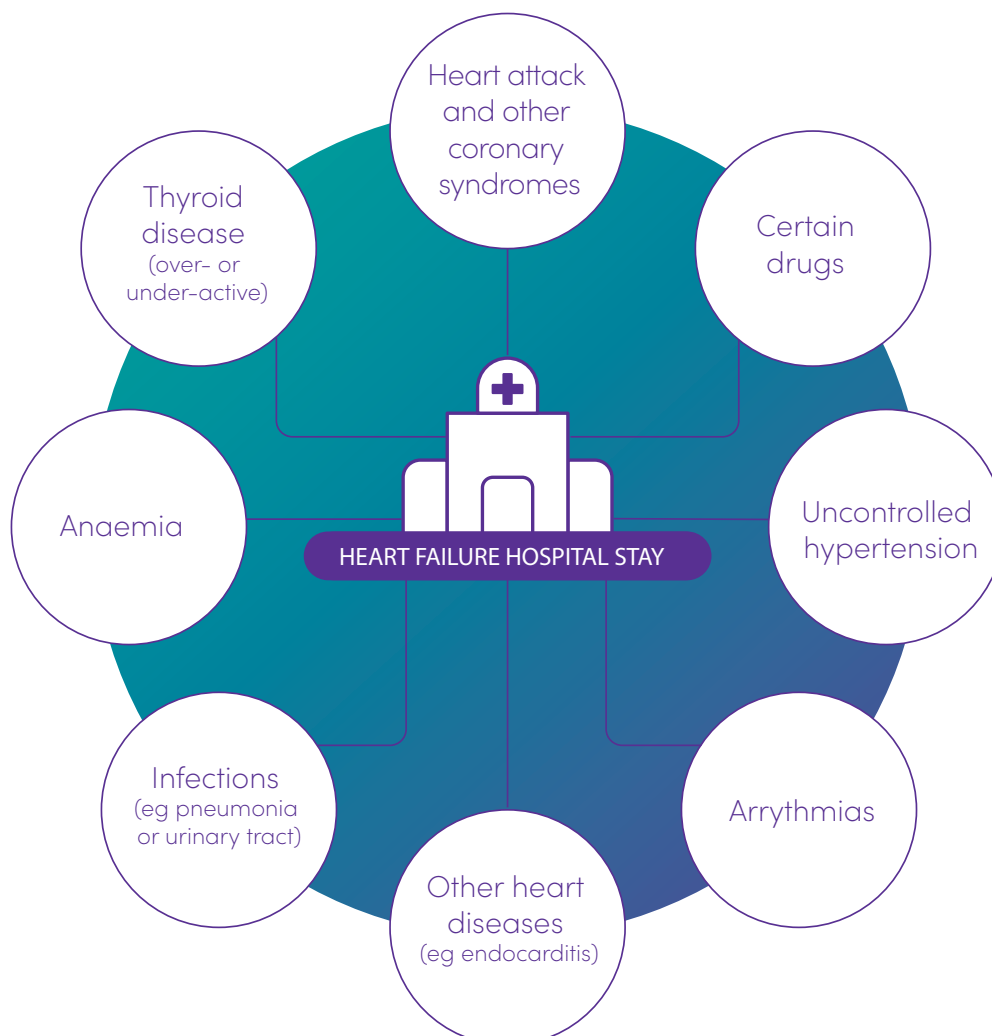 Heart attack
and other
coronary
syndromes
Certain
drugs
Uncontrolled
hypertension
Arrythmias
Other heart
diseases
(eg endocarditis)
Infections
(eg pneumonia
or urinary tract)
Anaemia
Thyroid
disease
(over- or
under-active)
HEART FAILURE HOSPITAL STAY